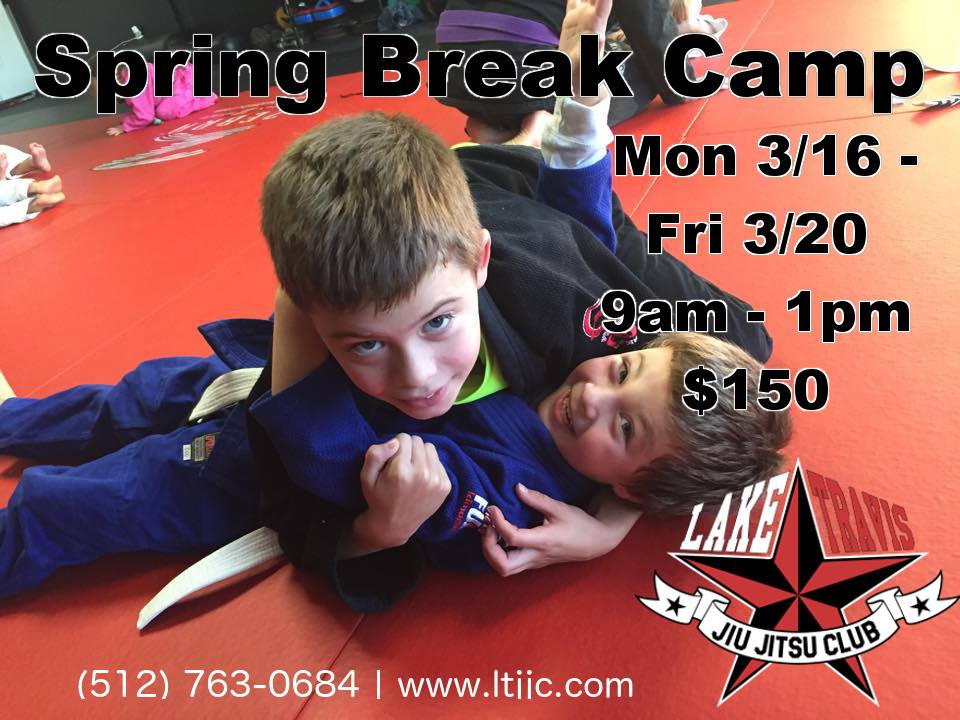 Spring Break Camp
Mon 3/16 -
Fri 3/20
9am - 1pm
$150
LAKE TRAVIS
JIU JITSU CLUB
(512) 763-0684 | www.ltjjc.com